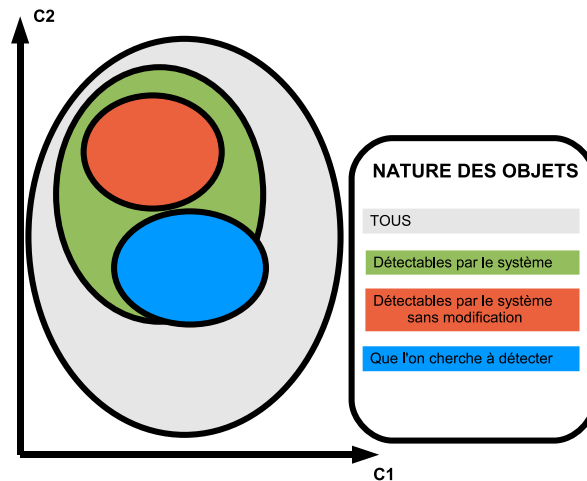 C2
NATURE DES OBJETS
TOUS
Détectables par le système
Détectables par le système
sans modification
Que l'on cherche à détecter
C1